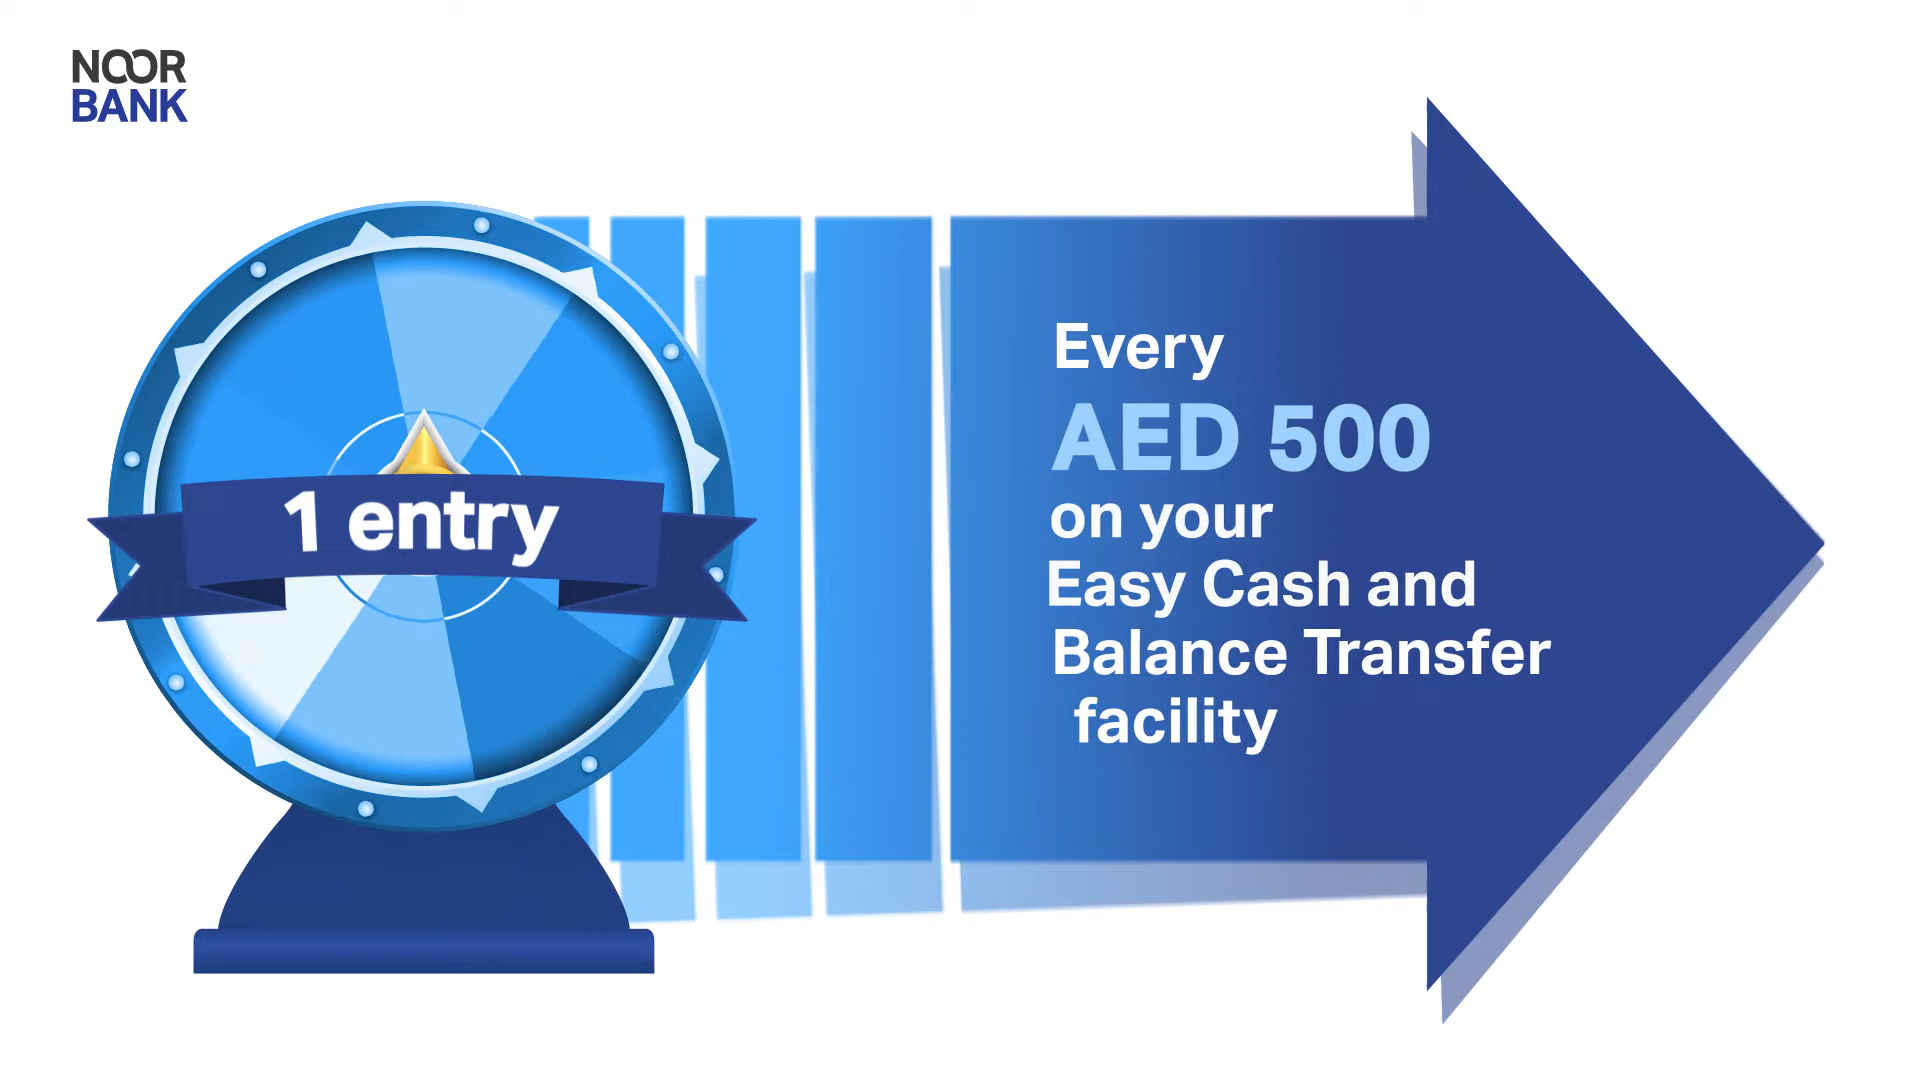 NOOR
BANK
1 entry
Every
AED 500
on your
Easy Cash and
Balance Transfer
facility